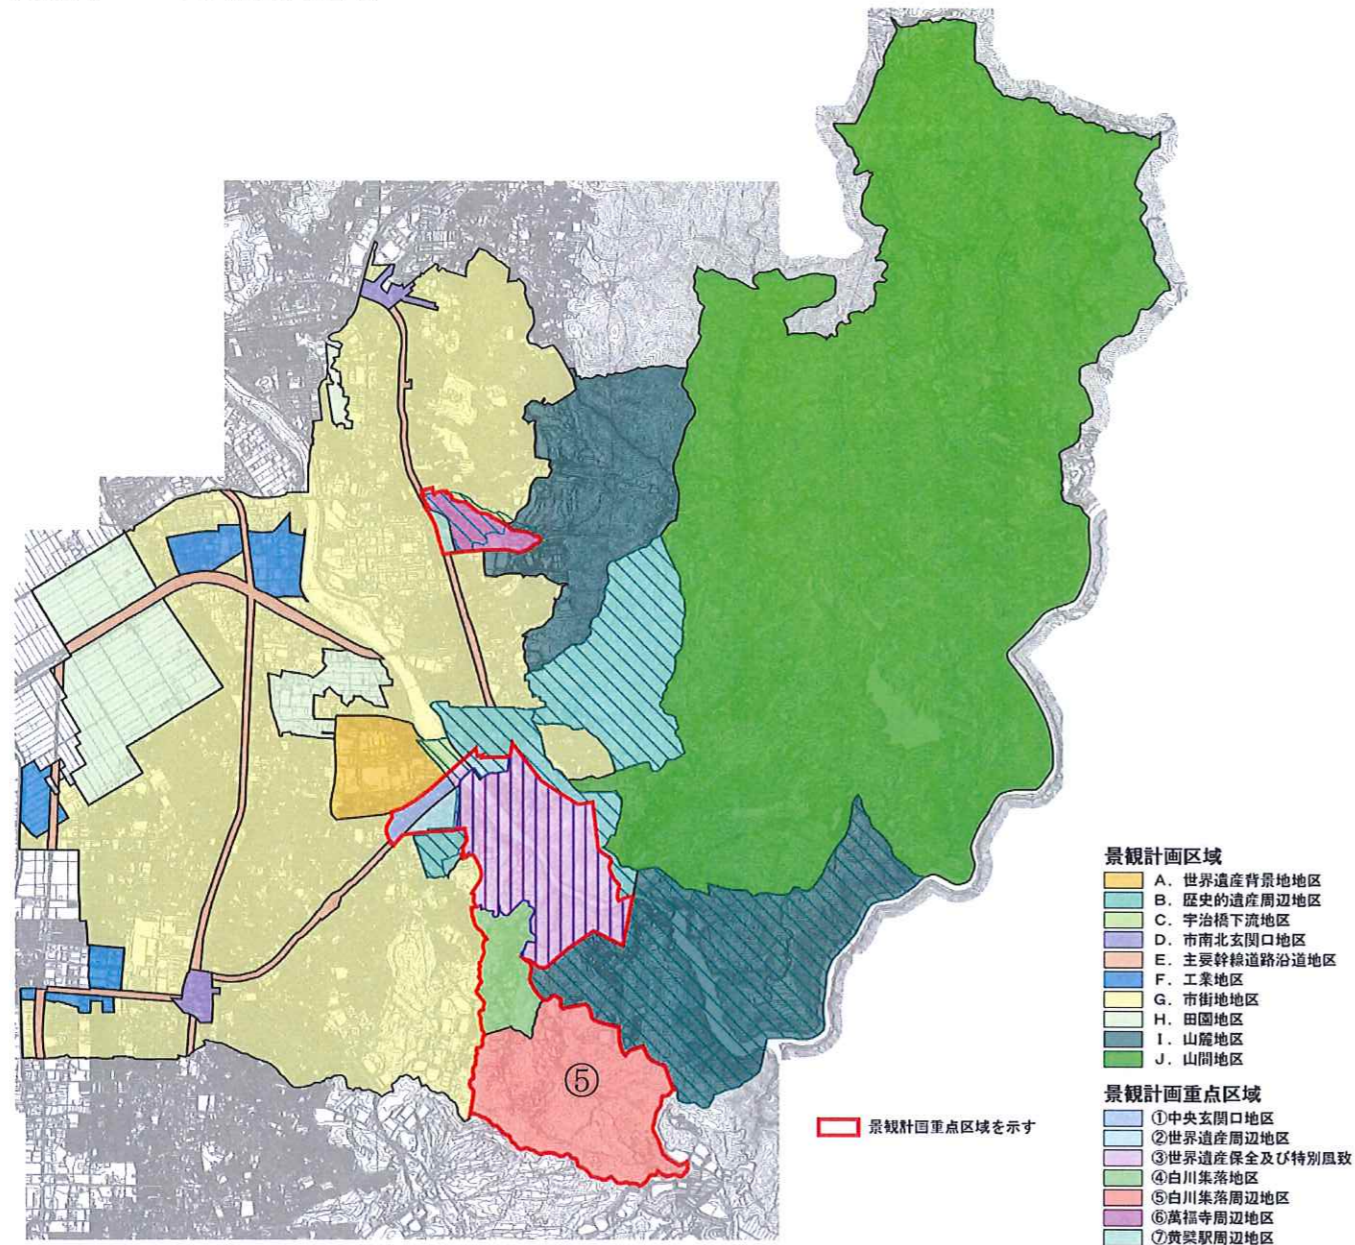 ⑤
景観計画重点区域を示す
景観計画区域
A．世界遺産背景地地区
B．歴史的遺産周辺地区
C．宇治橋下流地区
D．市南北玄関口地区
E．主要幹線道路沿道地区
F．工業地区
G．市街地地区
H．田園地区
I．山麓地区
J．山間地区
景観計画重点区域
①中央玄関口地区
②世界遺産周辺地区
③世界遺産保全及び特別風致
④白川集落地区
⑤白川集落周辺地区
⑥萬福寺周辺地区
⑦黄檗駅周辺地区